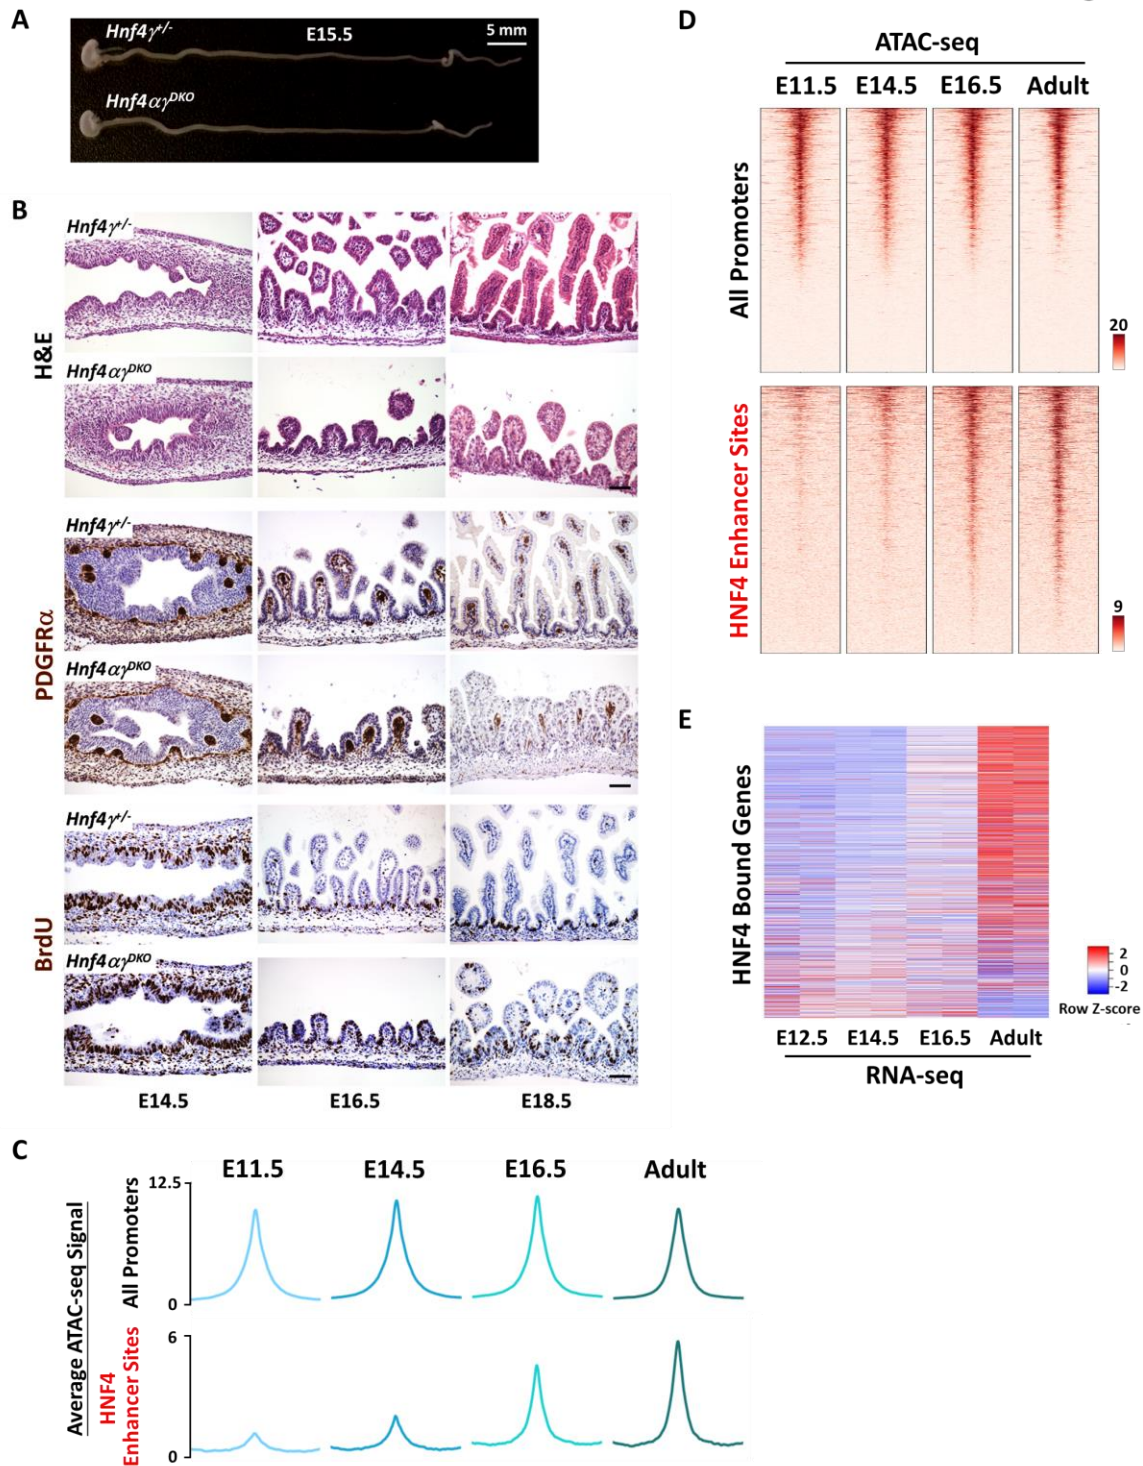 A
Hnf4γ+/-
E15.5
5 mm
Hnf4αγDKO
B
H&E
Hnf4γ+/-
Hnf4αγDKO
PDGFRα
Hnf4γ+/-
Hnf4αγDKO
BrdU
Hnf4γ+/-
Hnf4αγDKO
E14.5
E16.5
E18.5
C
E11.5
E14.5
E16.5
Adult
Average ATAC-seq Signal
All Promoters
12.5
0
HNF4
Enhancer Sites
6
0
D
ATAC-seq
E11.5
E14.5
E16.5
Adult
All Promoters
20
HNF4 Enhancer Sites
9
E
HNF4 Bound Genes
2
0
-2
Row Z-score
E12.5
E14.5
E16.5
Adult
RNA-seq